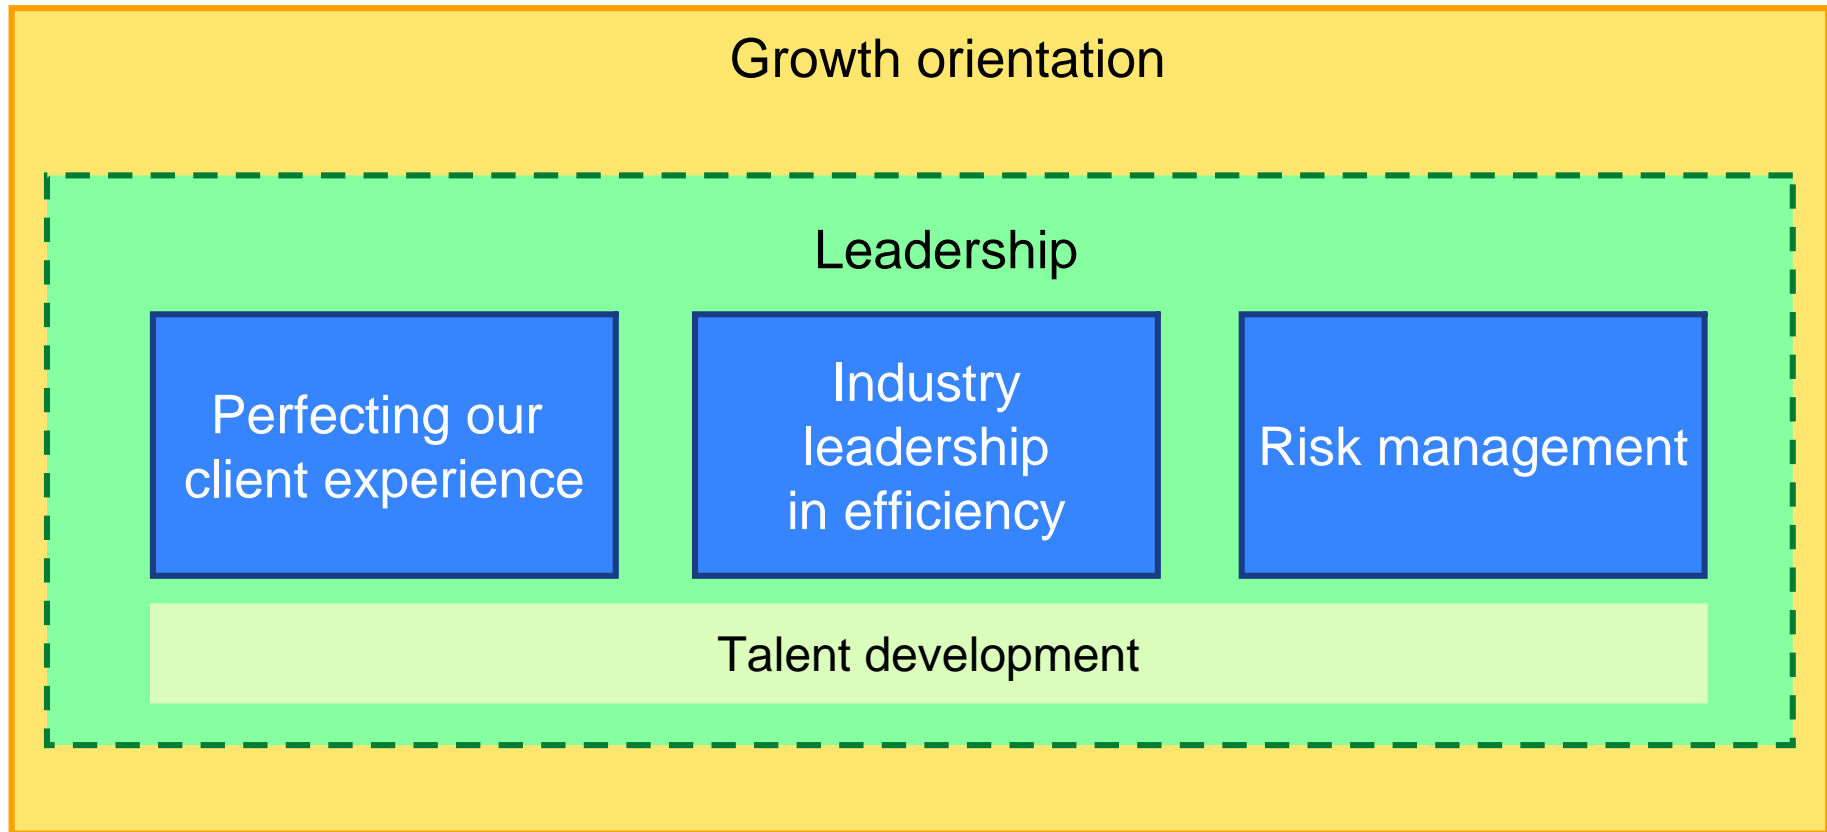 Growth orientation
Leadership
Perfecting our
client experience
Industry
leadership
in efficiency
Risk management
Talent development